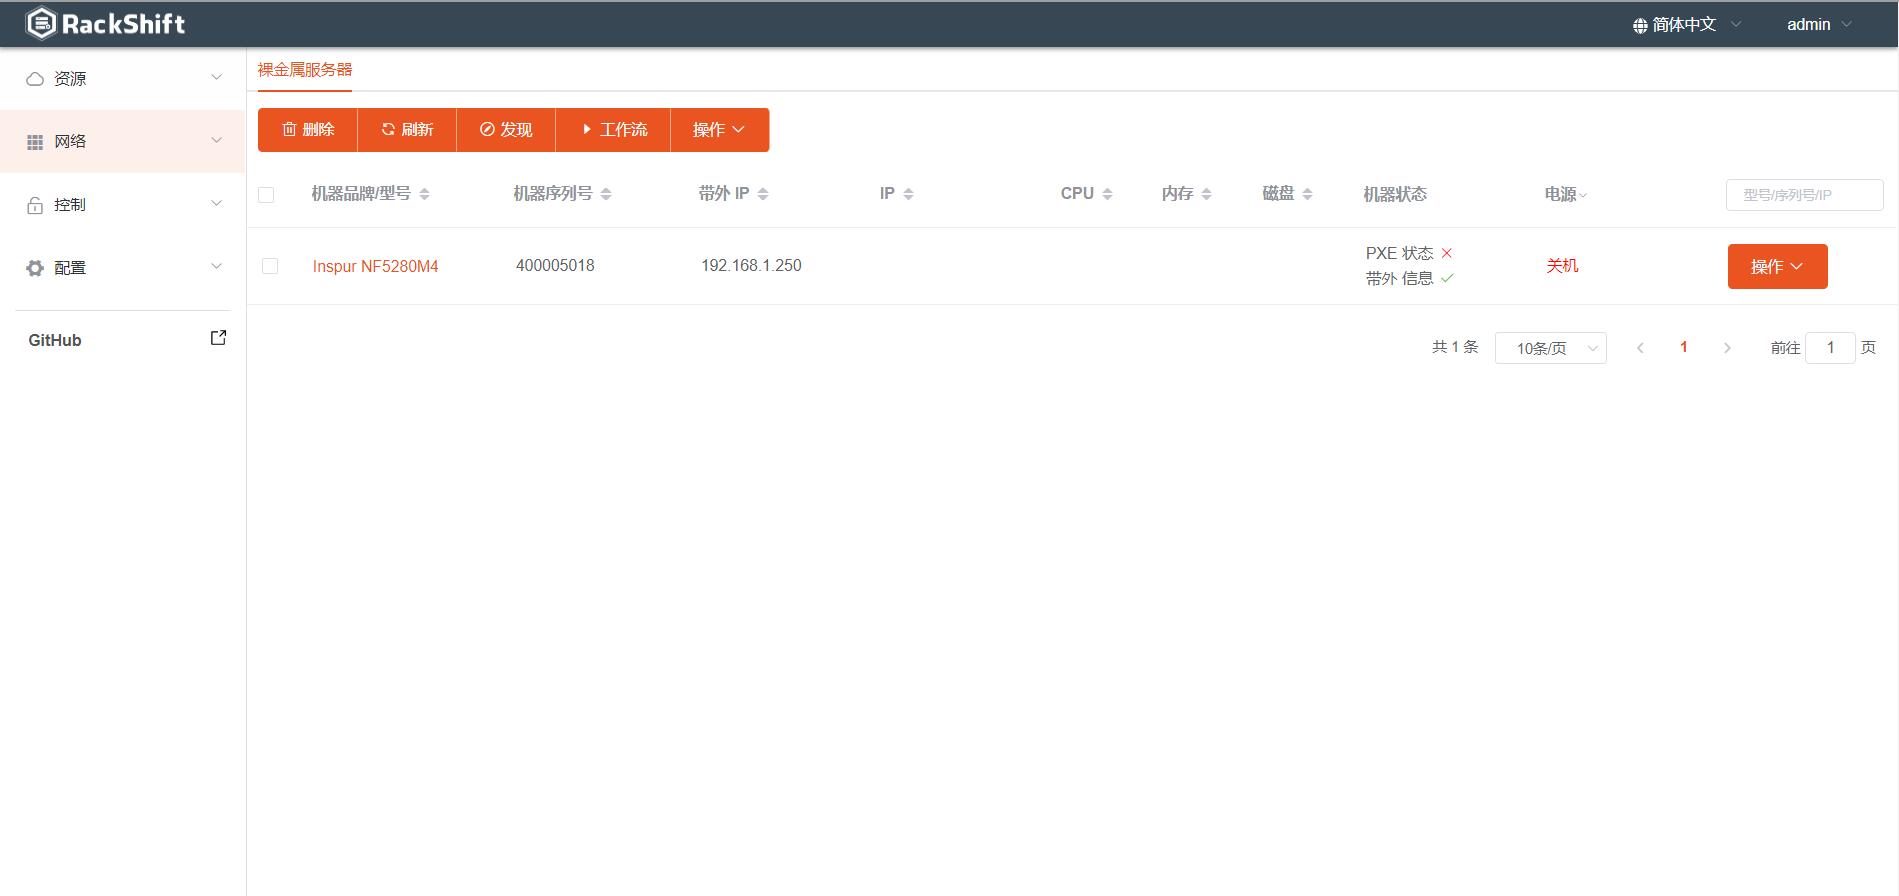 RackShift
简体中文
admin
资源
网络
控制
配置
GitHub
裸金属服务器
删除 刷新 发现 工作流 操作
机器品牌/型号 机器序列号 带外 IP IP CPU 内存 磁盘 机器状态 电源 型号/序列号/IP
Inspur NF5280M4 400005018 192.168.1.250 PXE 状态 关机 操作
带外 信息
共 1 条 10条/页 1 前往 1 页